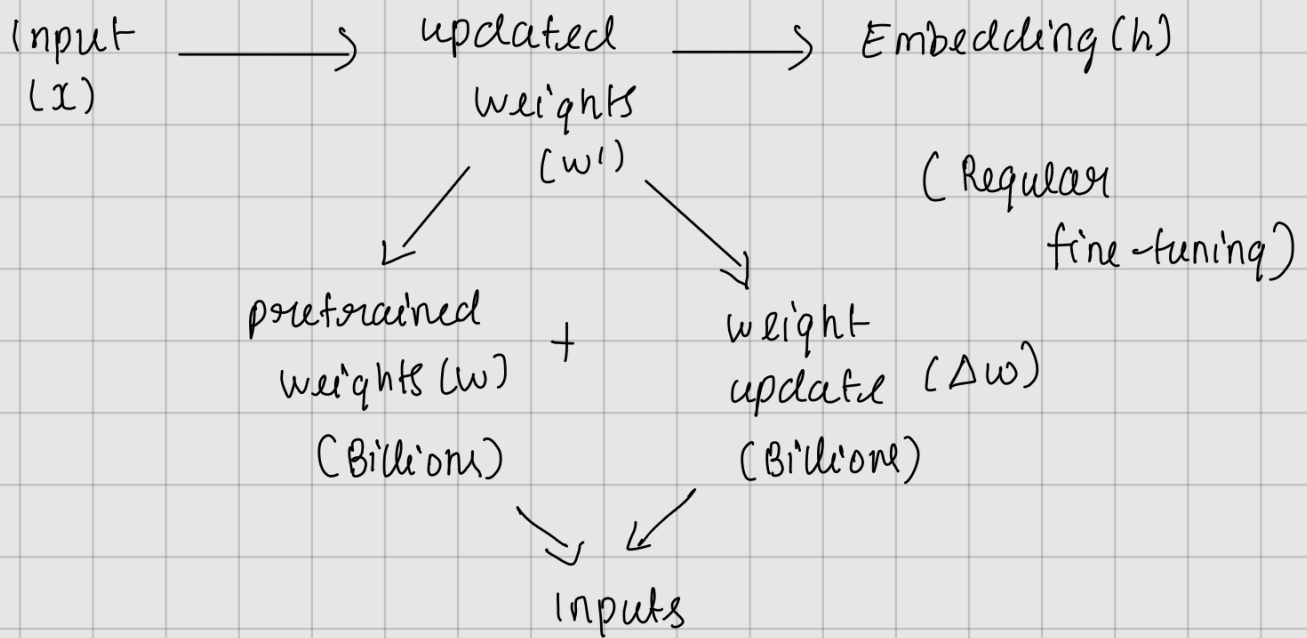 Input → updated → Embedding (h)
(x) weights
(w')
(Regular
fine-tuning)
pretrained + weight
weights (w) update (Δw)
(Billions) (Billions)
Inputs